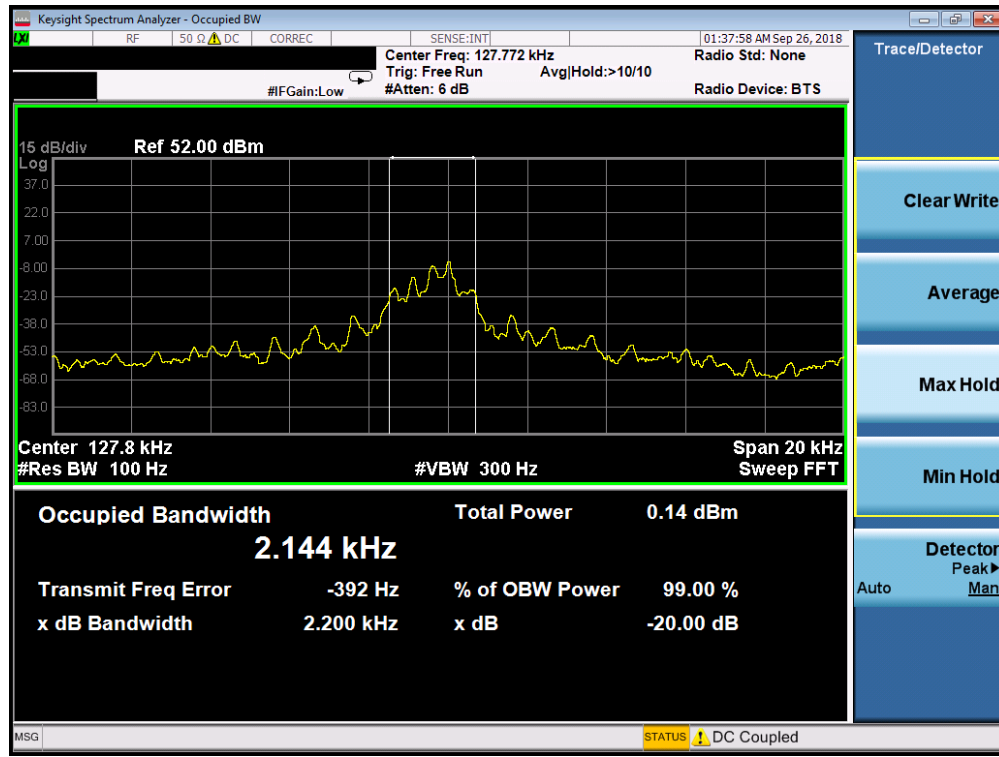 Keysight Spectrum Analyzer - Occupied BW
LXI RF 50 Ω DC CORREC SENSE:INT 01:37:58 AM Sep 26, 2018
Center Freq: 127.772 kHz Radio Std: None
Trig: Free Run Avg|Hold:>10/10
#IFGain:Low #Atten: 6 dB Radio Device: BTS
15 dB/div Ref 52.00 dBm
Log
37.0
22.0
7.00
-8.00
-23.0
-38.0
-53.0
-68.0
-83.0
Center 127.8 kHz Span 20 kHz
#Res BW 100 Hz #VBW 300 Hz Sweep FFT
Occupied Bandwidth Total Power 0.14 dBm
2.144 kHz
Transmit Freq Error -392 Hz % of OBW Power 99.00 %
x dB Bandwidth 2.200 kHz x dB -20.00 dB
MSG STATUS DC Coupled
Trace/Detector
Clear Write
Average
Max Hold
Min Hold
Detector
Peak
Auto Man